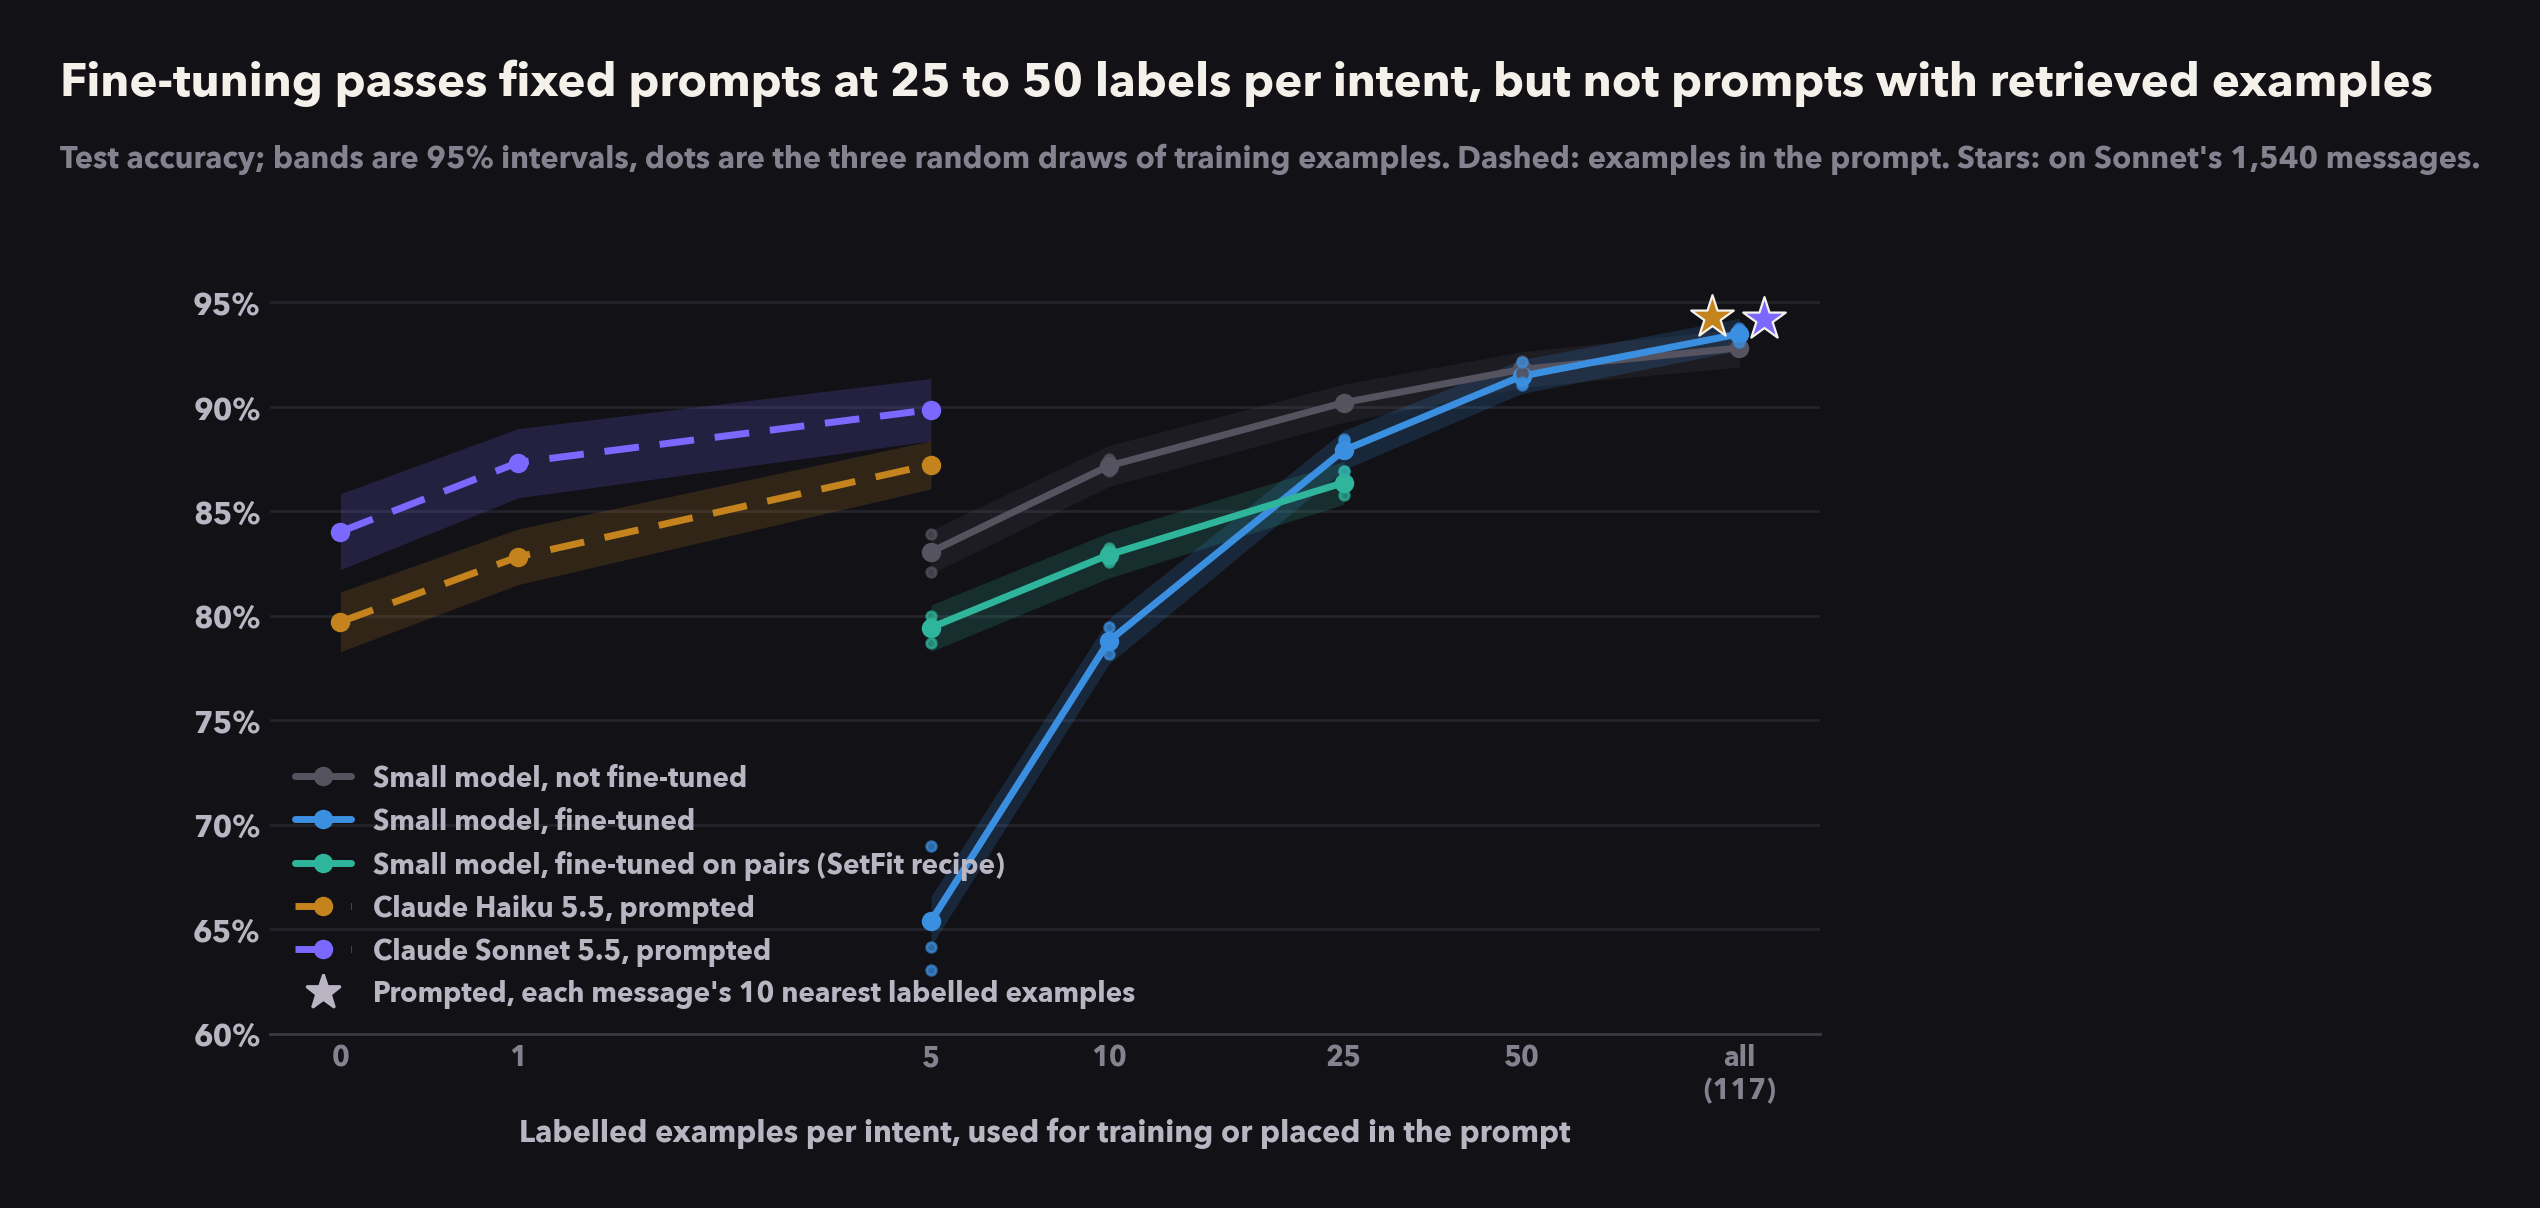 Fine-tuning passes fixed prompts at 25 to 50 labels per intent, but not prompts with retrieved examples
Test accuracy; bands are 95% intervals, dots are the three random draws of training examples. Dashed: examples in the prompt. Stars: on Sonnet's 1,540 messages.
95%
90%
85%
80%
75%
70%
65%
60%
Small model, not fine-tuned
Small model, fine-tuned
Small model, fine-tuned on pairs (SetFit recipe)
Claude Haiku 5.5, prompted
Claude Sonnet 5.5, prompted
Prompted, each message's 10 nearest labelled examples
0 1 5 10 25 50 all
(117)
Labelled examples per intent, used for training or placed in the prompt